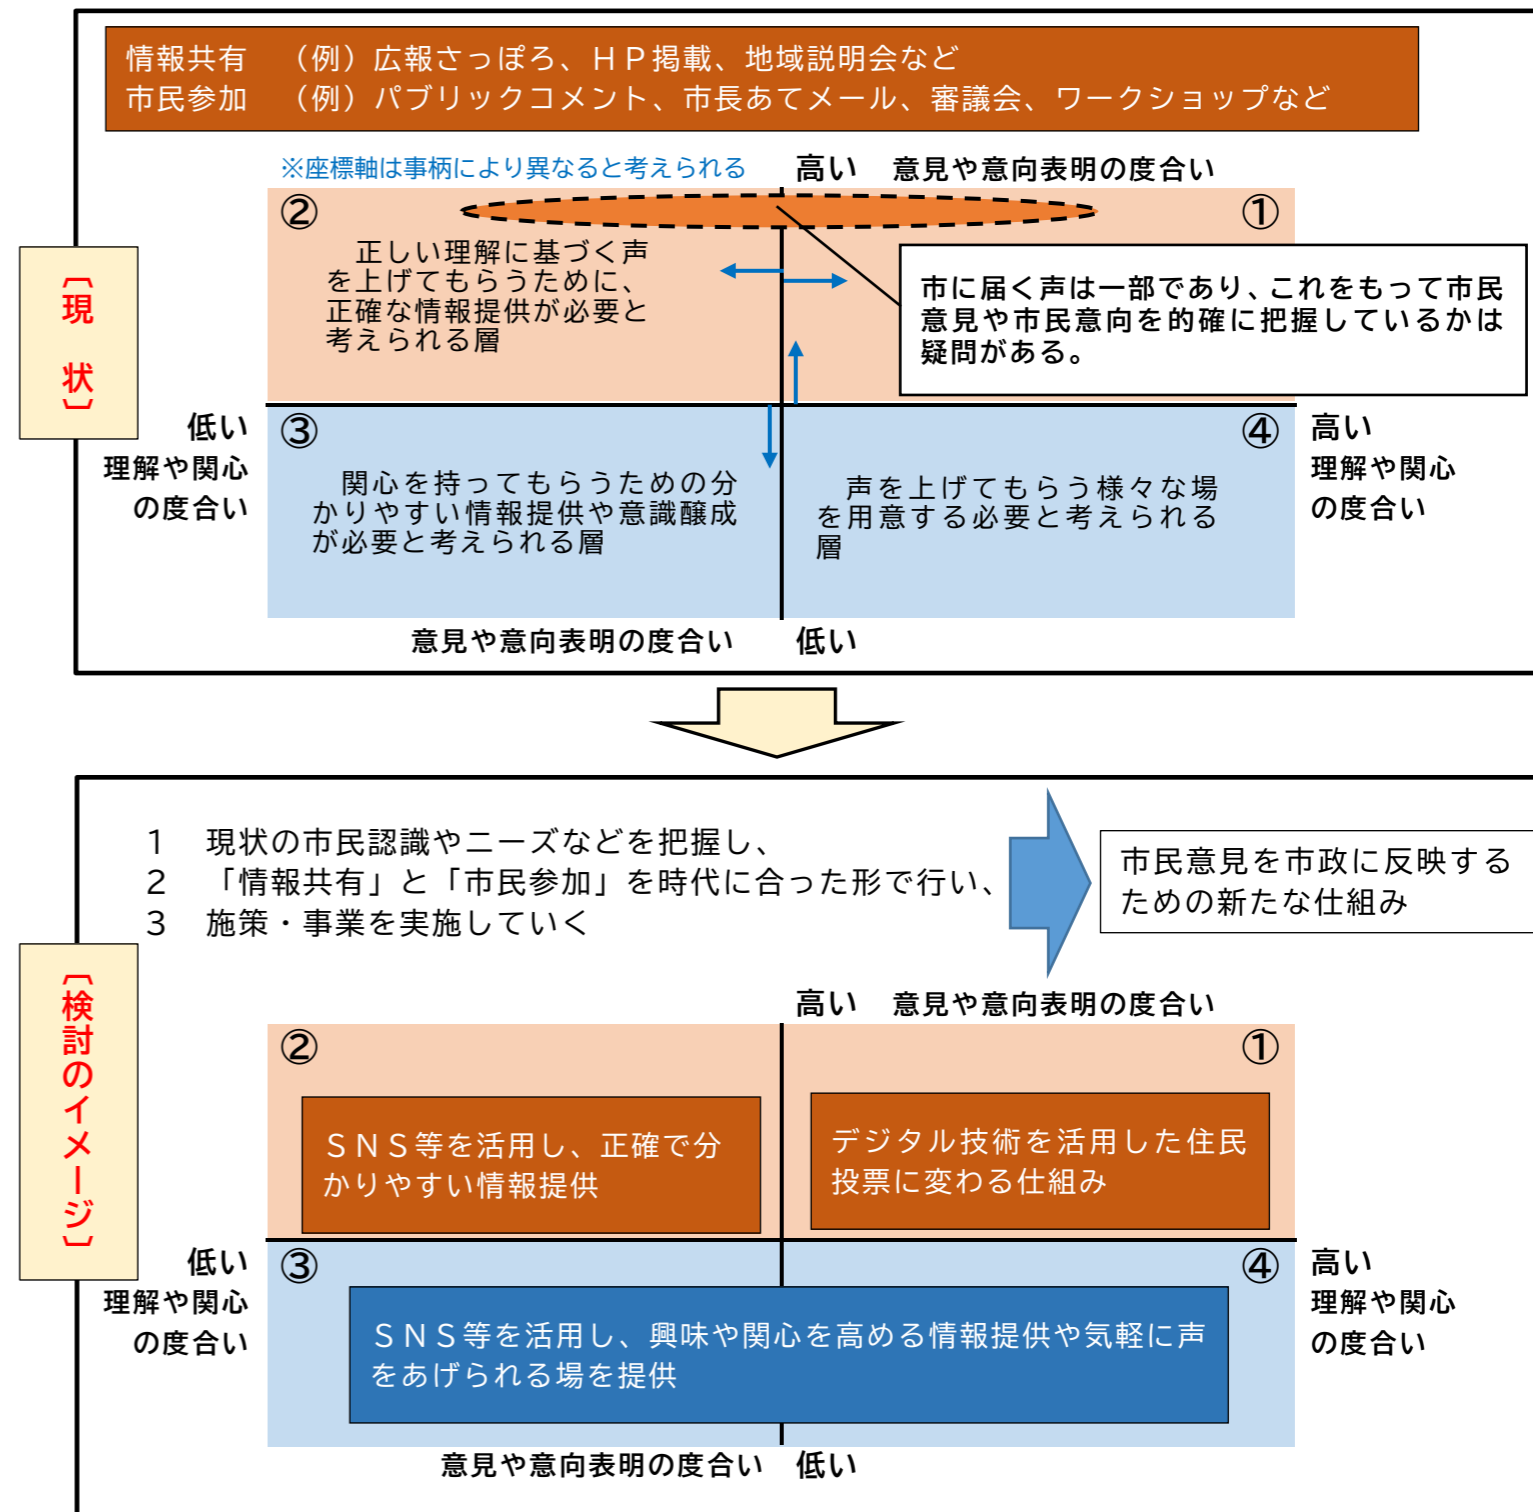 情報共有　（例）広報さっぽろ、ＨＰ掲載、地域説明会など
市民参加　（例）パブリックコメント、市長あてメール、審議会、ワークショップなど
※座標軸は事柄により異なると考えられる
高い　意見や意向表明の度合い
〔現　状〕
②
正しい理解に基づく声
を上げてもらうために、
正確な情報提供が必要と
考えられる層
①
市に届く声は一部であり、これをもって市民
意見や市民意向を的確に把握しているかは
疑問がある。
低い
理解や関心
の度合い
③
関心を持ってもらうための分
かりやすい情報提供や意識醸成
が必要と考えられる層
④
声を上げてもらう様々な場
を用意する必要と考えられる
層
高い
理解や関心
の度合い
意見や意向表明の度合い　低い
1　現状の市民認識やニーズなどを把握し、
2　「情報共有」と「市民参加」を時代に合った形で行い、
3　施策・事業を実施していく
市民意見を市政に反映する
ための新たな仕組み
〔検討のイメージ〕
高い　意見や意向表明の度合い
②
ＳＮＳ等を活用し、正確で分
かりやすい情報提供
①
デジタル技術を活用した住民
投票に変わる仕組み
低い
理解や関心
の度合い
③
④
ＳＮＳ等を活用し、興味や関心を高める情報提供や気軽に声
をあげられる場を提供
高い
理解や関心
の度合い
意見や意向表明の度合い　低い